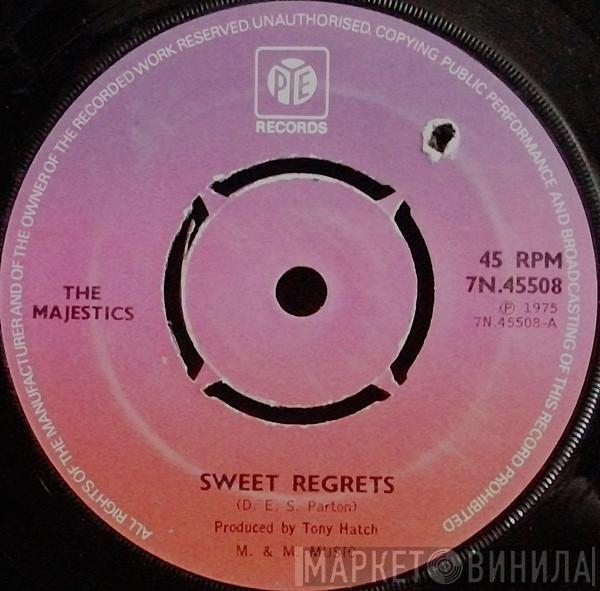 ALL RIGHTS OF THE MANUFACTURER AND OF THE OWNER OF THE RECORDED WORK RESERVED. UNAUTHORISED. COPYING PUBLIC PERFORMANCE AND BROADCASTING OF THIS RECORD PROHIBITED
PYE
RECORDS
45 RPM
7N.45508
℗ 1975
7N.45508-A
THE
MAJESTICS
SWEET REGRETS
(D. E. S. Parton)
Produced by Tony Hatch
M. & M. MUSIC
МАРКЕТ ВИНИЛА